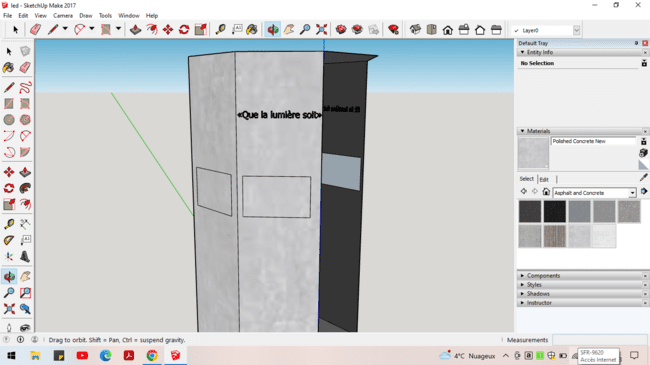 led - SketchUp Make 2017
File Edit View Camera Draw Tools Window Help
Layer0
Default Tray
Entity Info
No Selection
«Que la lumière soit»
Materials
Polished Concrete New
Select Edit
Asphalt and Concrete
Components
Styles
Shadows
Instructor
Drag to orbit. Shift = Pan, Ctrl = suspend gravity.
Measurements
4°C Nuageux
SFR-9620
Accès Internet